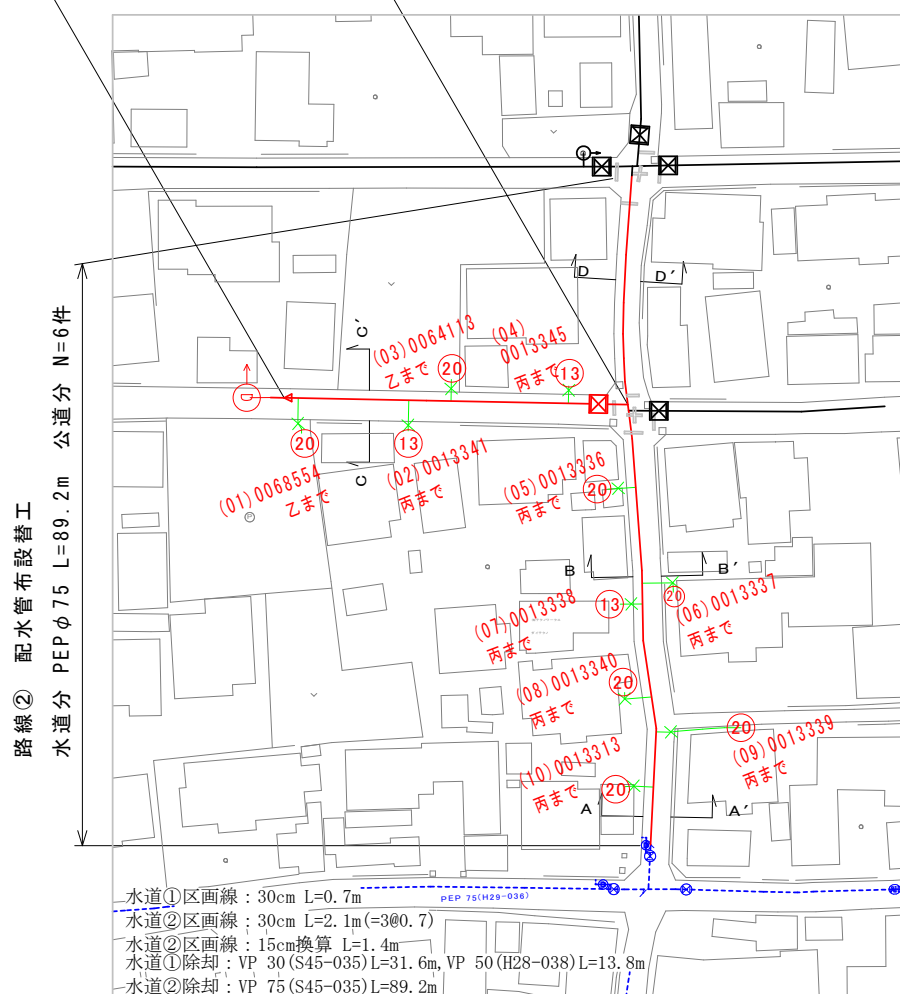 路線② 配水管布設替工
水道分 PEPφ75 L=89.2m 公道分 N=6件
D
D′
C′
C
(03)0064113
乙まで
20
(04)
0013345
丙まで
13
20
(01)0068554
乙まで
13
(02)0013341
丙まで
(05)0013336
丙まで
20
B
B′
20
(06)0013337
丙まで
(07)0013338
丙まで
13
(08)0013340
丙まで
20
20
(09)0013339
丙まで
(10)0013313
丙まで
20
A
A′
P
PEP 75(H29-036)
水道①区画線:30cm L=0.7m
水道②区画線:30cm L=2.1m(=3@0.7)
水道②区画線:15cm換算 L=1.4m
水道①除却:VP 30(S45-035)L=31.6m,VP 50(H28-038)L=13.8m
水道②除却:VP 75(S45-035)L=89.2m